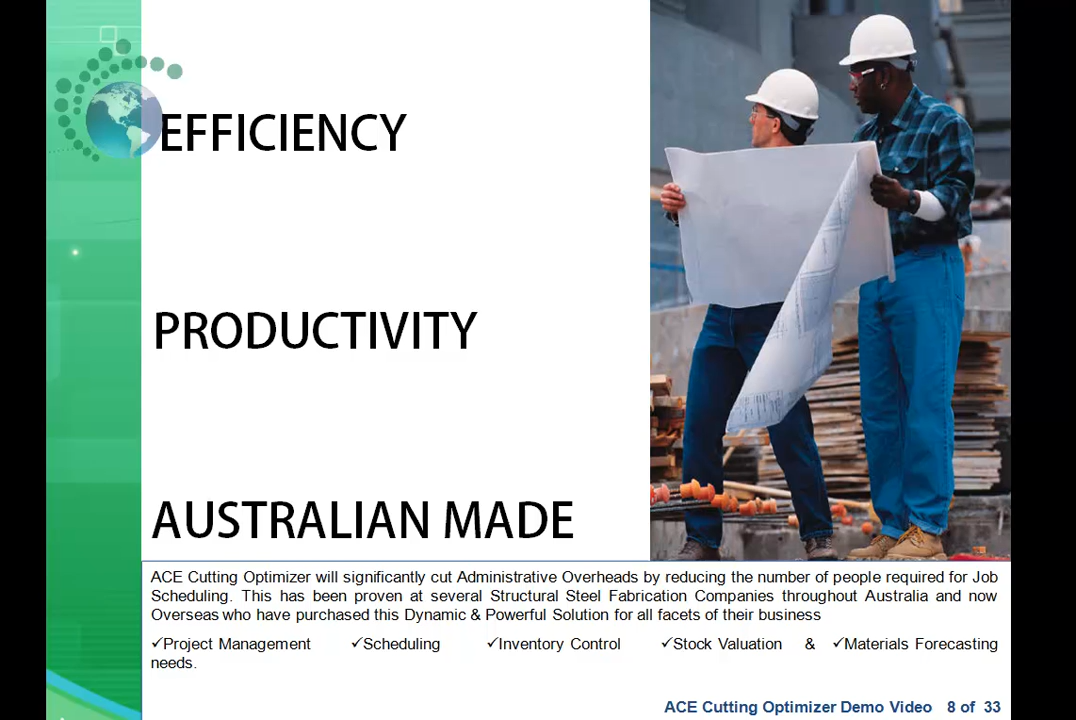 EFFICIENCY
PRODUCTIVITY
AUSTRALIAN MADE
ACE Cutting Optimizer will significantly cut Administrative Overheads by reducing the number of people required for Job
Scheduling. This has been proven at several Structural Steel Fabrication Companies throughout Australia and now
Overseas who have purchased this Dynamic & Powerful Solution for all facets of their business
✓Project Management ✓Scheduling ✓Inventory Control ✓Stock Valuation & ✓Materials Forecasting
needs.
ACE Cutting Optimizer Demo Video 8 of 33